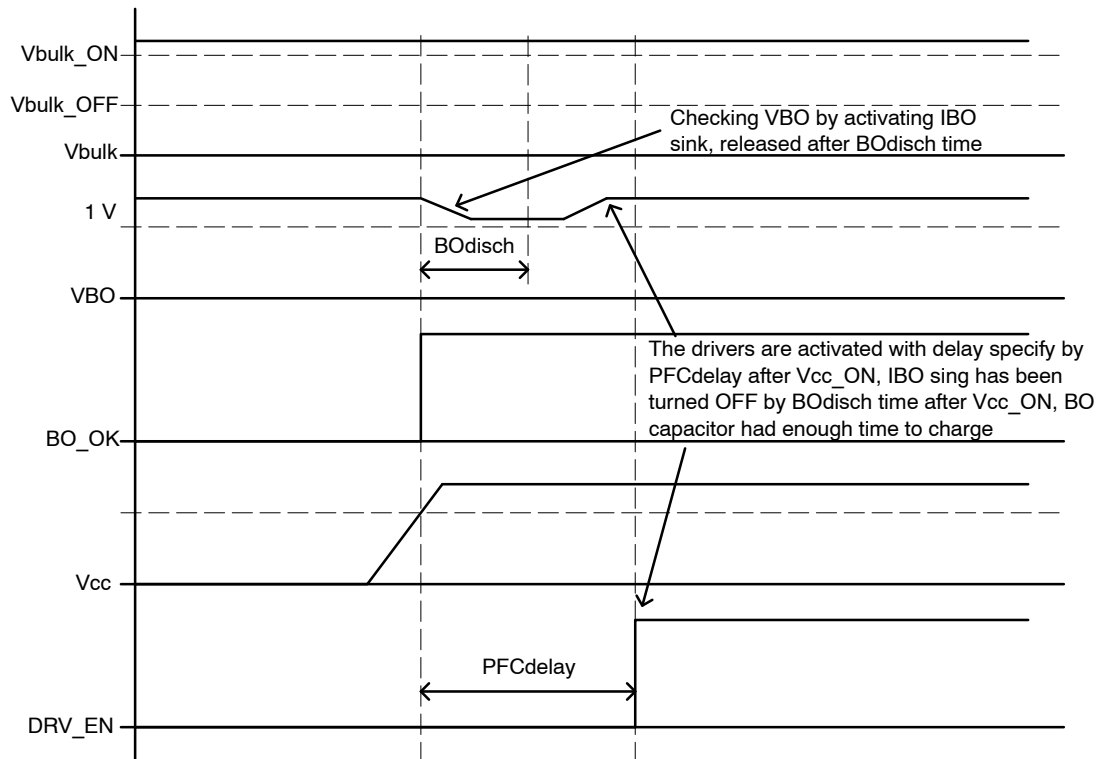 Vbulk_ON
Vbulk_OFF
Checking VBO by activating IBO
sink, released after BOdisch time
Vbulk
1 V
BOdisch
VBO
The drivers are activated with delay specify by
PFCdelay after Vcc_ON, IBO sing has been
turned OFF by BOdisch time after Vcc_ON, BO
capacitor had enough time to charge
BO_OK
Vcc
PFCdelay
DRV_EN